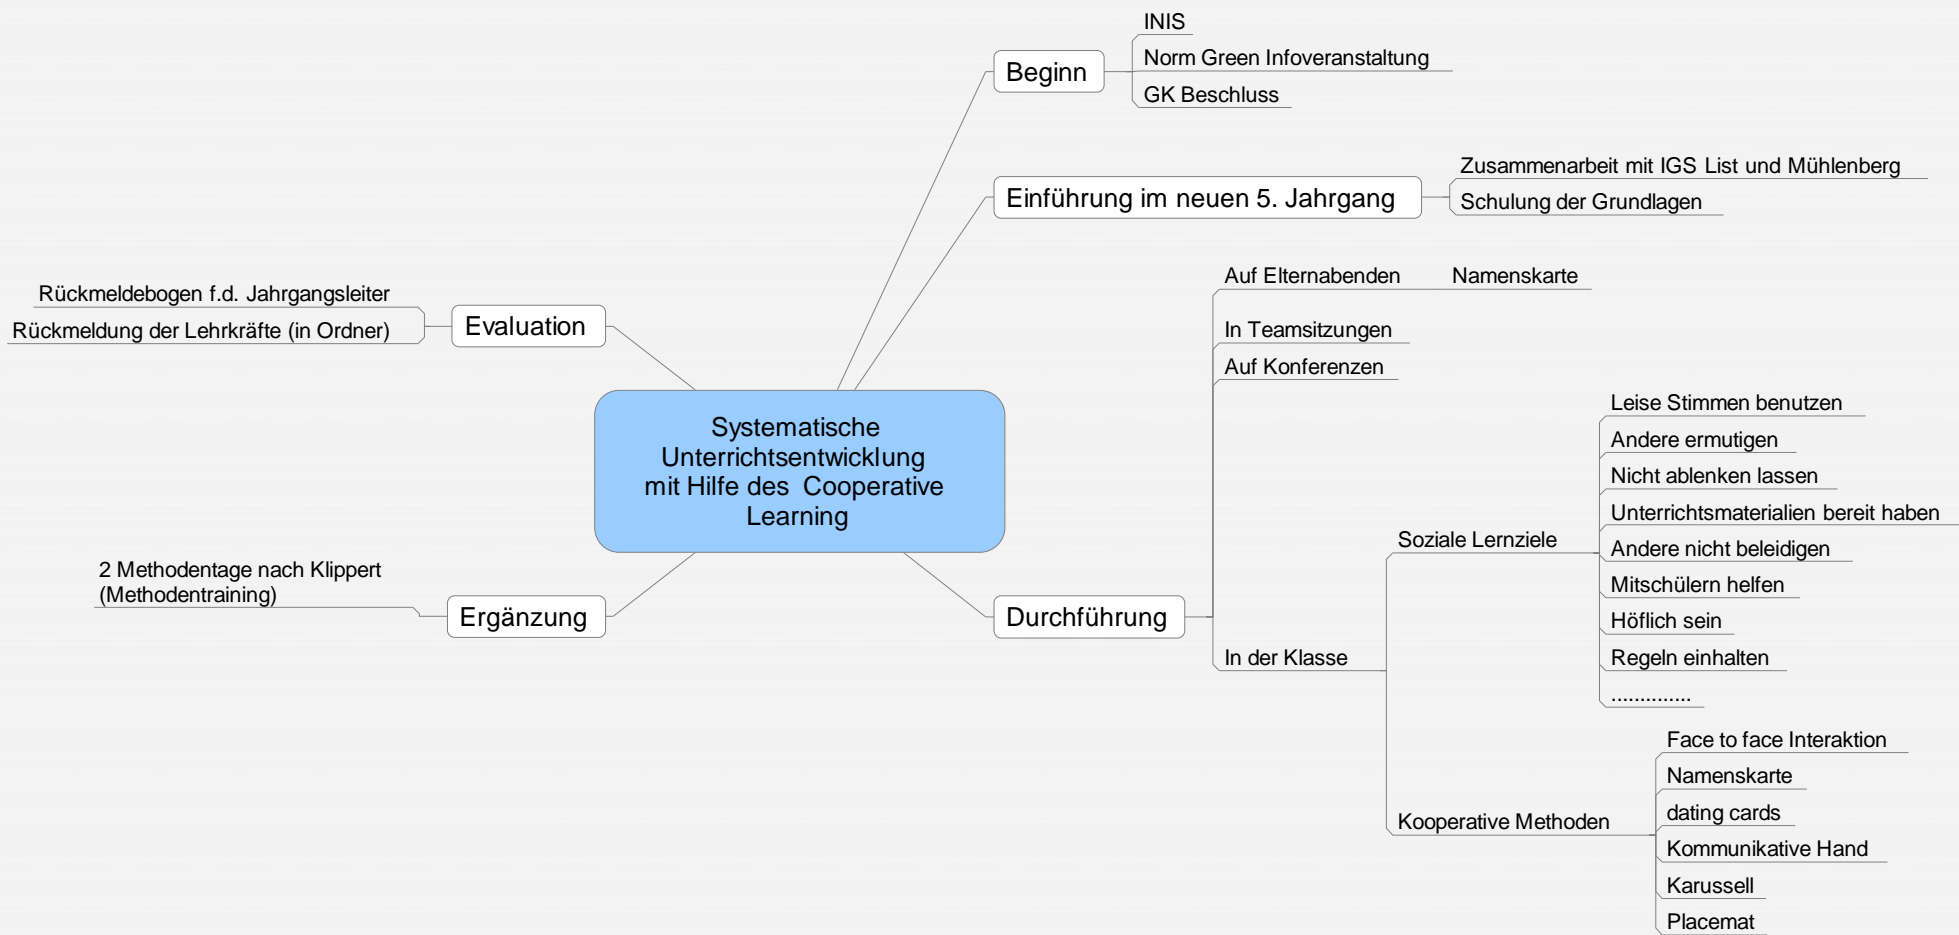 INIS
Norm Green Infoveranstaltung
GK Beschluss
Beginn
Zusammenarbeit mit IGS List und Mühlenberg
Schulung der Grundlagen
Einführung im neuen 5. Jahrgang
Rückmeldebogen f.d. Jahrgangsleiter
Rückmeldung der Lehrkräfte (in Ordner)
Evaluation
Systematische
Unterrichtsentwicklung
mit Hilfe des Cooperative
Learning
2 Methodentage nach Klippert
(Methodentraining)
Ergänzung
Durchführung
Auf Elternabenden
Namenskarte
In Teamsitzungen
Auf Konferenzen
In der Klasse
Soziale Lernziele
Leise Stimmen benutzen
Andere ermutigen
Nicht ablenken lassen
Unterrichtsmaterialien bereit haben
Andere nicht beleidigen
Mitschülern helfen
Höflich sein
Regeln einhalten
..............
Kooperative Methoden
Face to face Interaktion
Namenskarte
dating cards
Kommunikative Hand
Karussell
Placemat